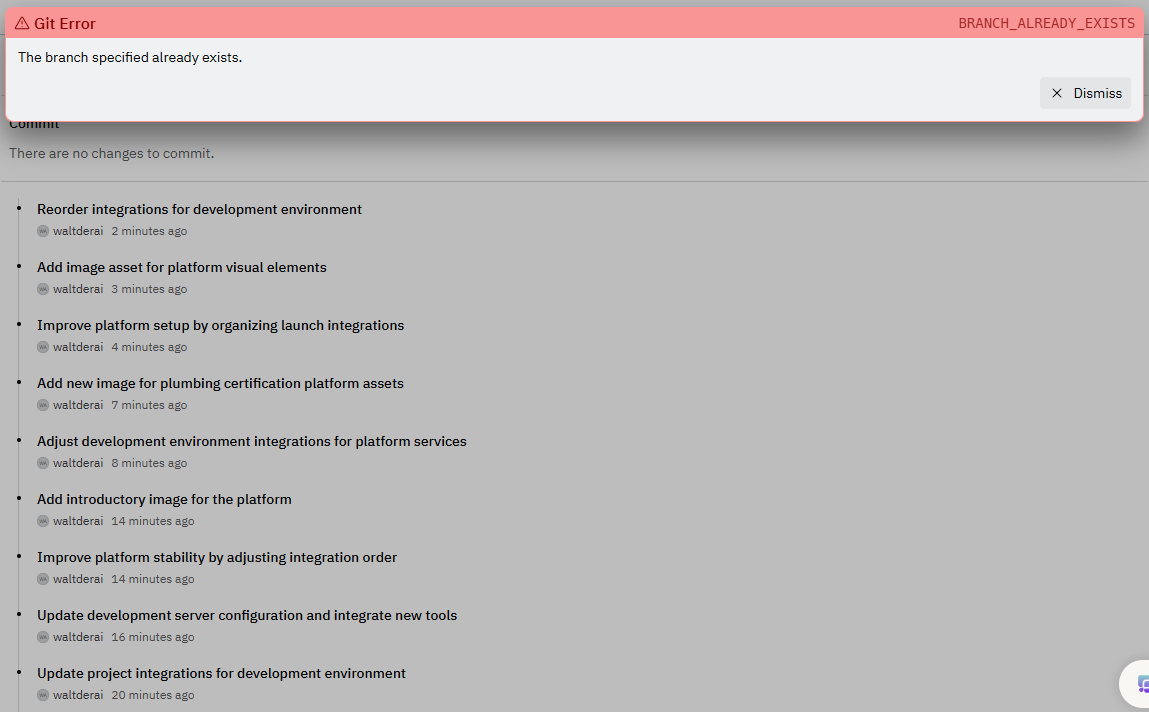 Git Error
BRANCH_ALREADY_EXISTS
The branch specified already exists.
Dismiss
Commit
There are no changes to commit.
Reorder integrations for development environment
waltderai 2 minutes ago
Add image asset for platform visual elements
waltderai 3 minutes ago
Improve platform setup by organizing launch integrations
waltderai 4 minutes ago
Add new image for plumbing certification platform assets
waltderai 7 minutes ago
Adjust development environment integrations for platform services
waltderai 8 minutes ago
Add introductory image for the platform
waltderai 14 minutes ago
Improve platform stability by adjusting integration order
waltderai 14 minutes ago
Update development server configuration and integrate new tools
waltderai 16 minutes ago
Update project integrations for development environment
waltderai 20 minutes ago